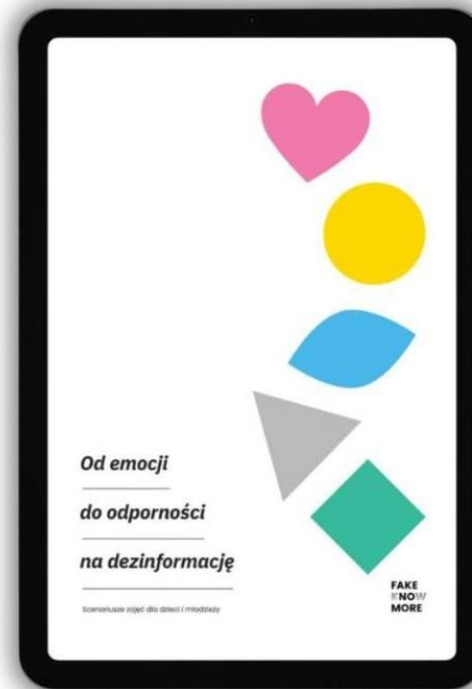 Od emocji
do odporności
na dezinformację
Scenariusze zajęć dla dzieci i młodzieży
FAKE
KNOW
MORE